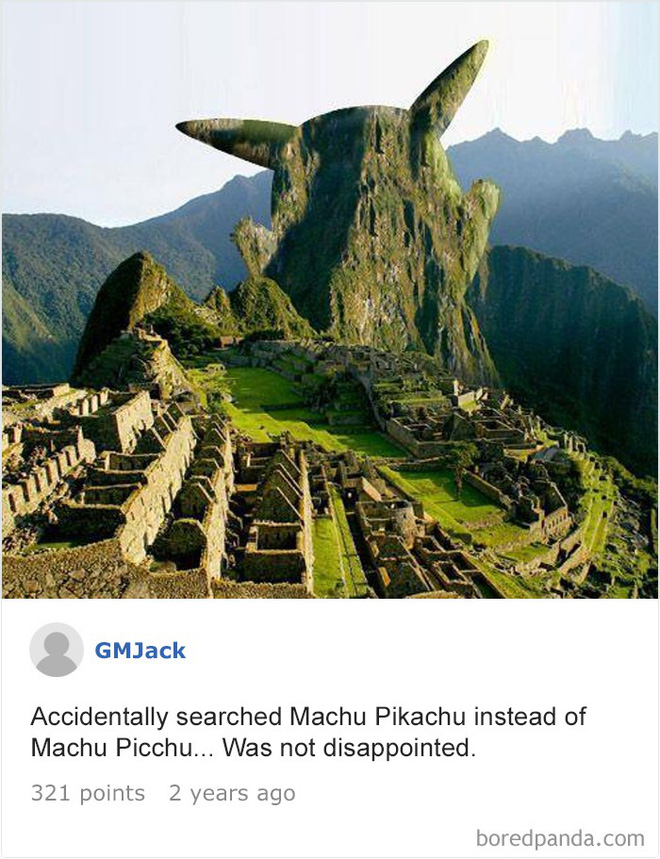 GMJack
Accidentally searched Machu Pikachu instead of
Machu Picchu... Was not disappointed.
321 points 2 years ago
boredpanda.com